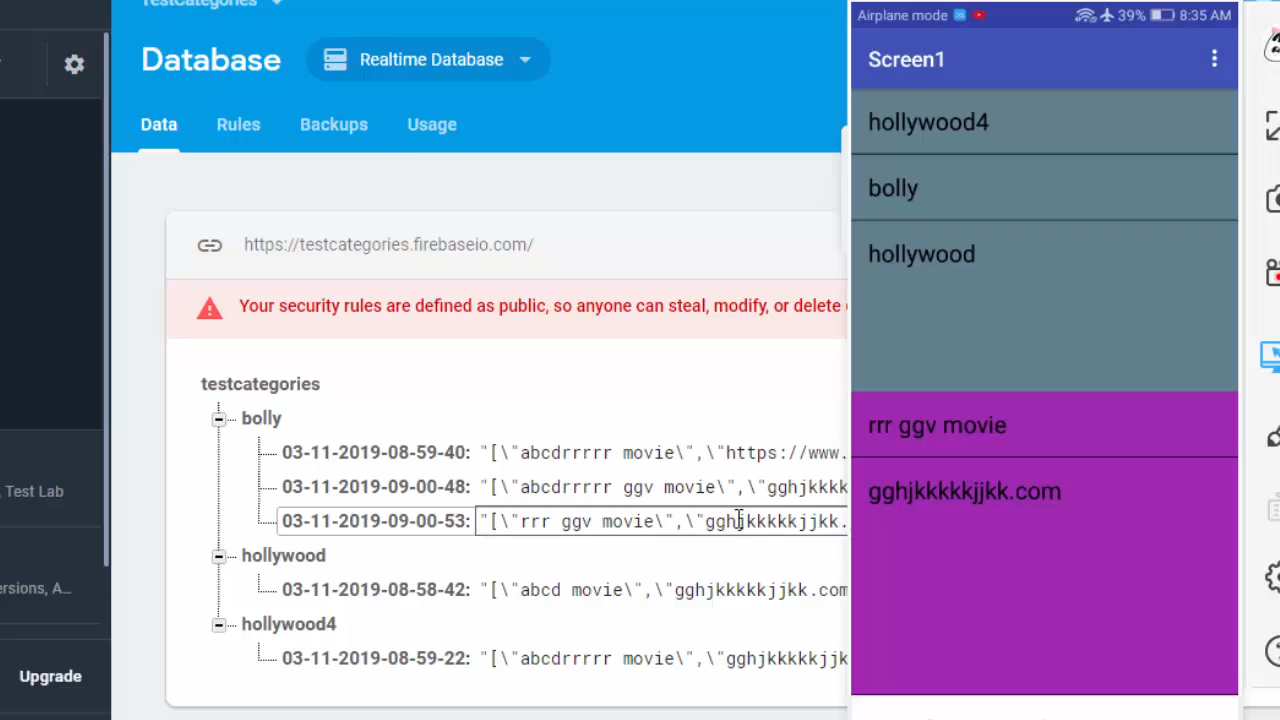 TestCategories
Database
Realtime Database
Data Rules Backups Usage
https://testcategories.firebaseio.com/
Your security rules are defined as public, so anyone can steal, modify, or delete
testcategories
bolly
03-11-2019-08-59-40: "[\"abcdrrrrr movie\",\"https://www.
03-11-2019-09-00-48: "[\"abcdrrrrr ggv movie\",\"gghjkkkk
03-11-2019-09-00-53: "[\"rrr ggv movie\",\"gghjkkkkkjjkk.
hollywood
03-11-2019-08-58-42: "[\"abcd movie\",\"gghjkkkkkjjkk.com
hollywood4
03-11-2019-08-59-22: "[\"abcdrrrrr movie\",\"gghjkkkkkjjk
, Test Lab
ersions, A...
Upgrade
Airplane mode 39% 8:35 AM
Screen1
hollywood4
bolly
hollywood
rrr ggv movie
gghjkkkkkjjkk.com